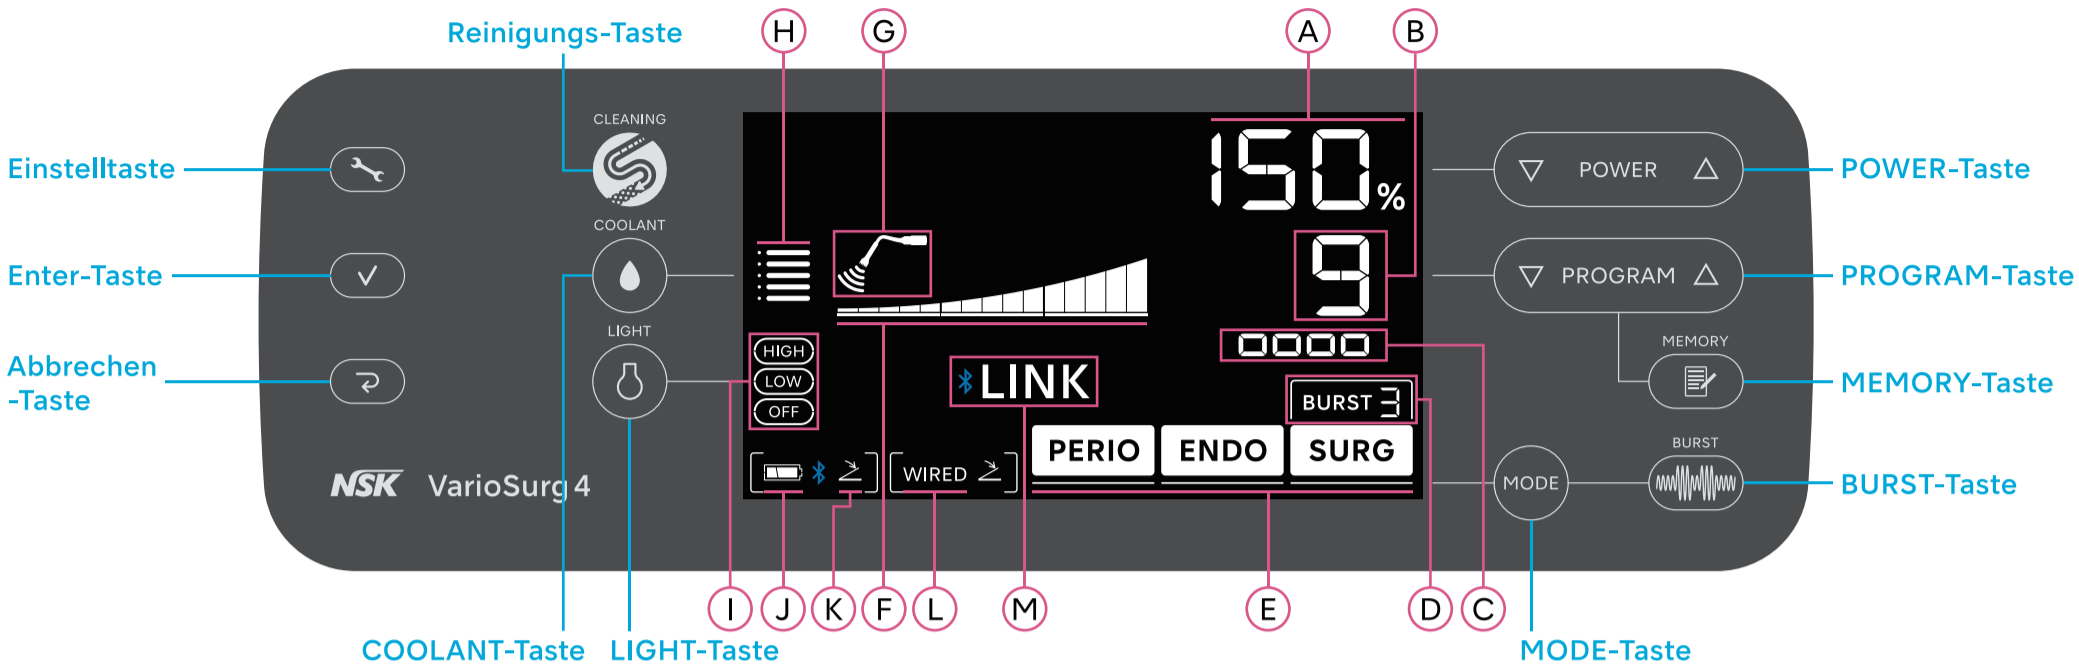 H
G
A
B
Reinigungs-Taste
CLEANING
150%
Einstelltaste
POWER
POWER-Taste
COOLANT
9
Enter-Taste
PROGRAM
PROGRAM-Taste
LIGHT
HIGH
LOW
OFF
MEMORY
Abbrechen
-Taste
LINK
0000
MEMORY-Taste
BURST 3
PERIO
ENDO
SURG
BURST
NSK VarioSurg 4
WIRED
MODE
BURST-Taste
I
J
K
F
L
M
E
D
C
COOLANT-Taste
LIGHT-Taste
MODE-Taste